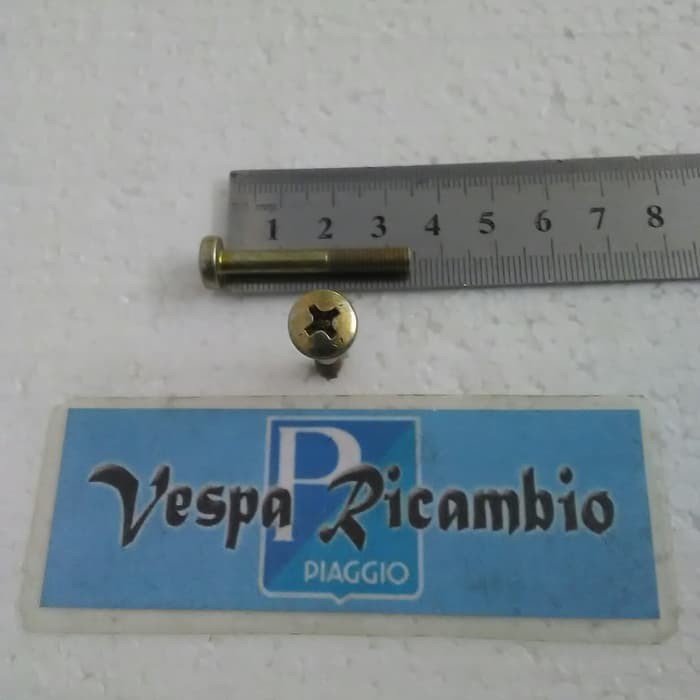 1 2 3 4 5 6 7 8
Vespa Ricambio
P
PIAGGIO